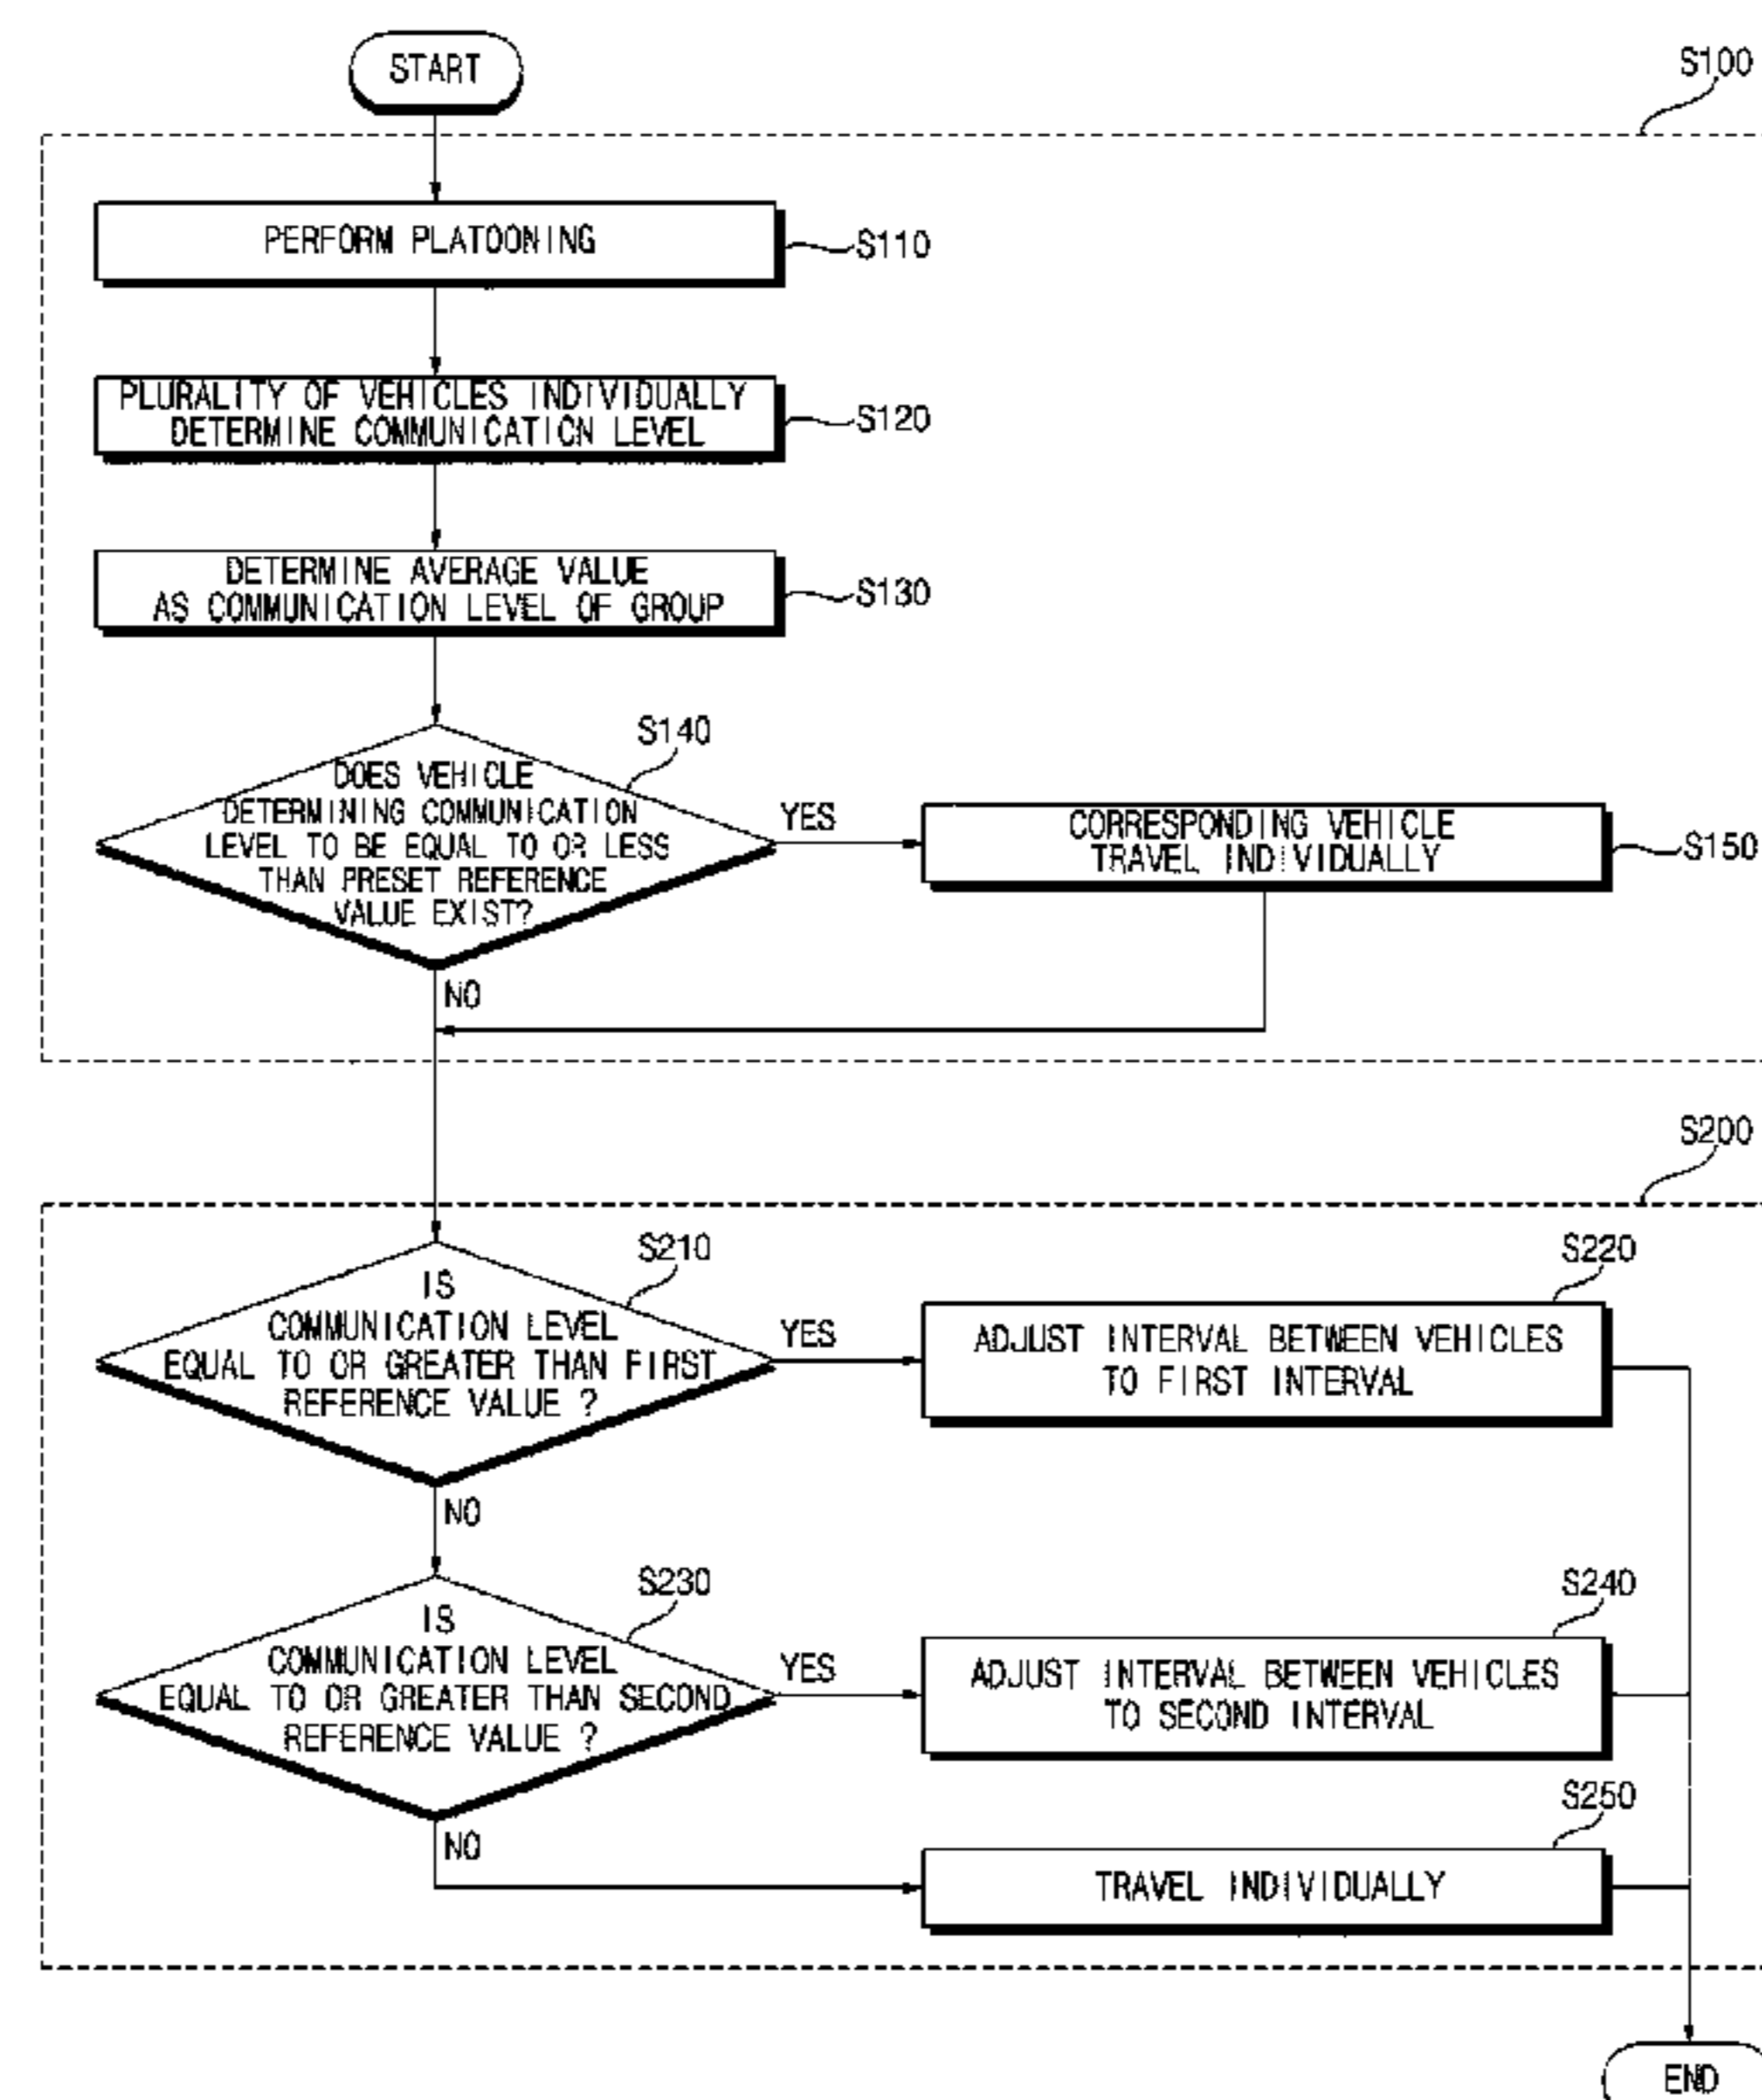 START
S100
PERFORM PLATOONING
S110
PLURALITY OF VEHICLES INDIVIDUALLY
DETERMINE COMMUNICATION LEVEL
S120
DETERMINE AVERAGE VALUE
AS COMMUNICATION LEVEL OF GROUP
S130
S140
DOES VEHICLE
DETERMINING COMMUNICATION
LEVEL TO BE EQUAL TO OR LESS
THAN PRESET REFERENCE
VALUE EXIST?
YES
CORRESPONDING VEHICLE
TRAVEL INDIVIDUALLY
S150
NO
S200
S210
IS
COMMUNICATION LEVEL
EQUAL TO OR GREATER THAN FIRST
REFERENCE VALUE ?
YES
S220
ADJUST INTERVAL BETWEEN VEHICLES
TO FIRST INTERVAL
NO
S230
IS
COMMUNICATION LEVEL
EQUAL TO OR GREATER THAN SECOND
REFERENCE VALUE ?
YES
S240
ADJUST INTERVAL BETWEEN VEHICLES
TO SECOND INTERVAL
NO
S250
TRAVEL INDIVIDUALLY
END